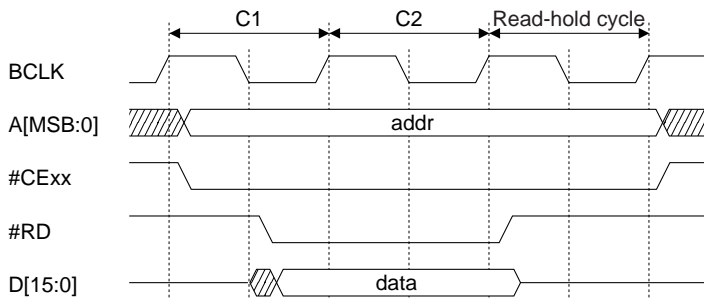 C1 C2 Read-hold cycle
BCLK
A[MSB:0] addr
#CExx
#RD
D[15:0] data